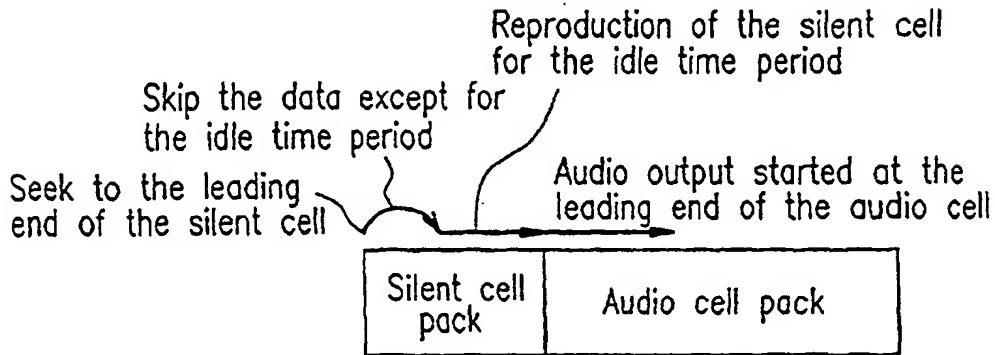 Reproduction of the silent cell
for the idle time period
Skip the data except for
the idle time period
Seek to the leading
end of the silent cell
Audio output started at the
leading end of the audio cell
Silent cell
pack
Audio cell pack